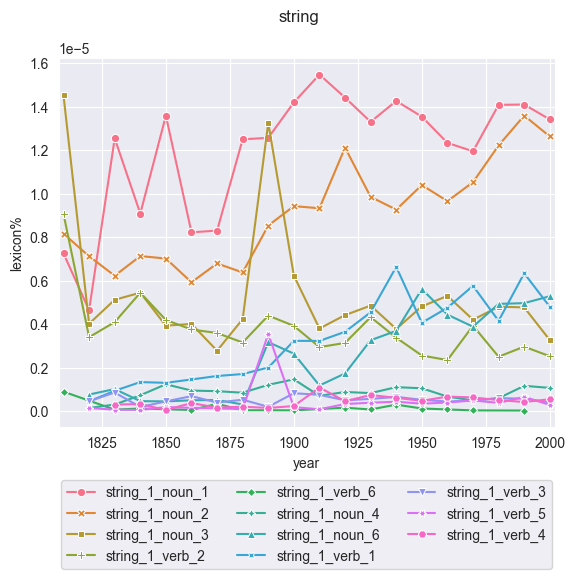 string
1e−5
1.6
1.4
1.2
1.0
0.8
0.6
0.4
0.2
0.0
lexicon%
1825 1850 1875 1900 1925 1950 1975 2000
year
string_1_noun_1 string_1_verb_6 string_1_verb_3
string_1_noun_2 string_1_noun_4 string_1_verb_5
string_1_noun_3 string_1_noun_6 string_1_verb_4
string_1_verb_2 string_1_verb_1